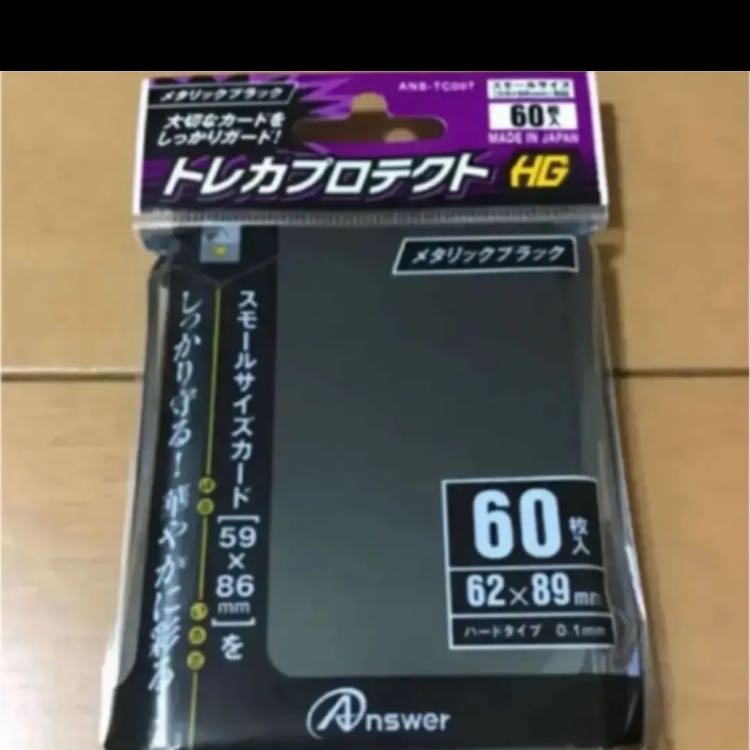 メタリックブラック
ANS-TC007
スモールサイズ
60枚入
MADE IN JAPAN
大切なカードを
しっかりガード!
トレカプロテクト HG
メタリックブラック
スモールサイズカード[59×86mm]を
しっかり守る!華やかに彩る
60枚入
62×89mm
ハードタイプ 0.1mm
Answer